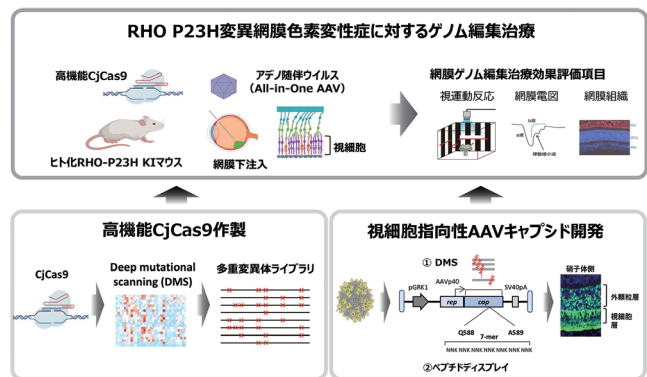 RHO P23H変異網膜色素変性症に対するゲノム編集治療
高機能CjCas9
アデノ随伴ウイルス
（All-in-One AAV）
ヒト化RHO-P23H KIマウス
網膜下注入
視細胞
網膜ゲノム編集治療効果評価項目
視運動反応
網膜電図
網膜組織
a波
b波
律動様小波
高機能CjCas9作製
CjCas9
Deep mutational
scanning (DMS)
多重変異体ライブラリ
視細胞指向性AAVキャプシド開発
① DMS
pGRK1
AAVp40
SV40pA
rep
cap
Q588
A589
7-mer
NNK NNK NNK NNK NNK NNK NNK
②ペプチドディスプレイ
硝子体側
外顆粒層
視細胞
層